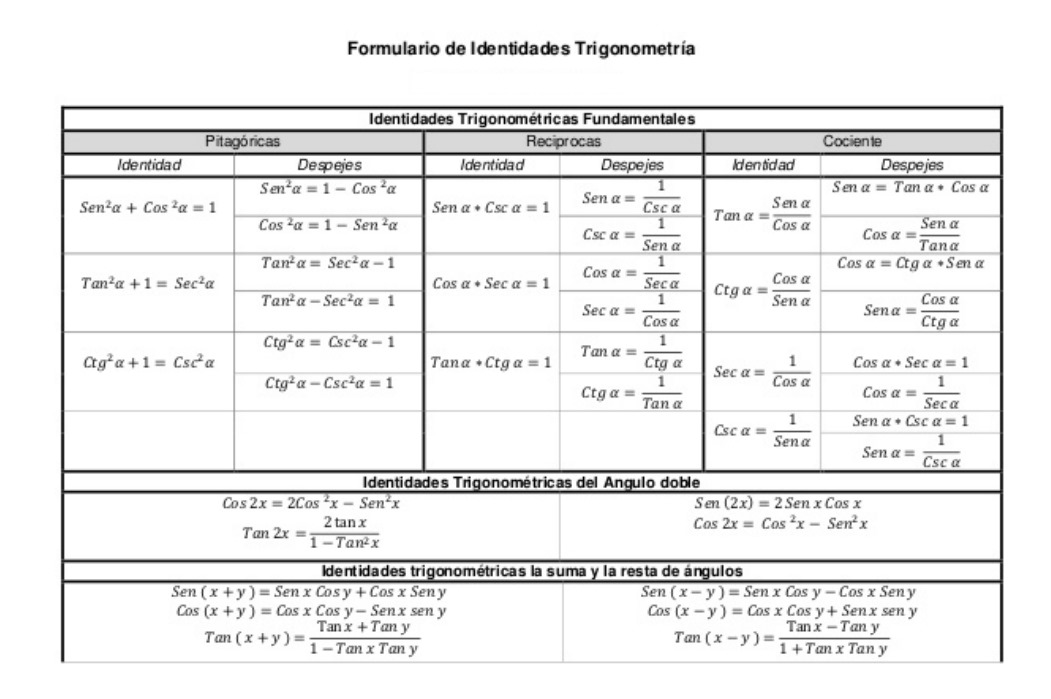 Formulario de Identidades Trigonometría
Identidades Trigonométricas Fundamentales
Pitagóricas Reciprocas Cociente
Identidad Despejes Identidad Despejes Identidad Despejes
Sen²α + Cos ²α = 1
Sen²α = 1 − Cos ²α
Cos ²α = 1 − Sen ²α
Sen α * Csc α = 1
Sen α = 1/Csc α
Csc α = 1/Sen α
Tan α = Sen α/Cos α
Sen α = Tan α * Cos α
Cos α = Sen α/Tan α
Tan²α + 1 = Sec²α
Tan²α = Sec²α − 1
Tan²α − Sec²α = 1
Cos α * Sec α = 1
Cos α = 1/Sec α
Sec α = 1/Cos α
Ctg α = Cos α/Sen α
Cos α = Ctg α * Sen α
Sen α = Cos α/Ctg α
Ctg² α + 1 = Csc² α
Ctg² α = Csc² α − 1
Ctg² α − Csc² α = 1
Tan α * Ctg α = 1
Tan α = 1/Ctg α
Ctg α = 1/Tan α
Sec α = 1/Cos α
Cos α * Sec α = 1
Cos α = 1/Sec α
Csc α = 1/Sen α
Sen α * Csc α = 1
Sen α = 1/Csc α
Identidades Trigonométricas del Angulo doble
Cos 2x = 2Cos ²x − Sen²x
Tan 2x = 2 tan x/1 − Tan² x
Sen (2x) = 2 Sen x Cos x
Cos 2x = Cos ²x − Sen² x
Identidades trigonométricas la suma y la resta de ángulos
Sen ( x + y ) = Sen x Cos y + Cos x Sen y
Cos (x + y ) = Cos x Cos y − Sen x sen y
Tan ( x + y ) = Tan x + Tan y/1 − Tan x Tan y
Sen ( x − y ) = Sen x Cos y − Cos x Sen y
Cos (x − y ) = Cos x Cos y + Sen x sen y
Tan ( x − y ) = Tan x − Tan y/1 + Tan x Tan y